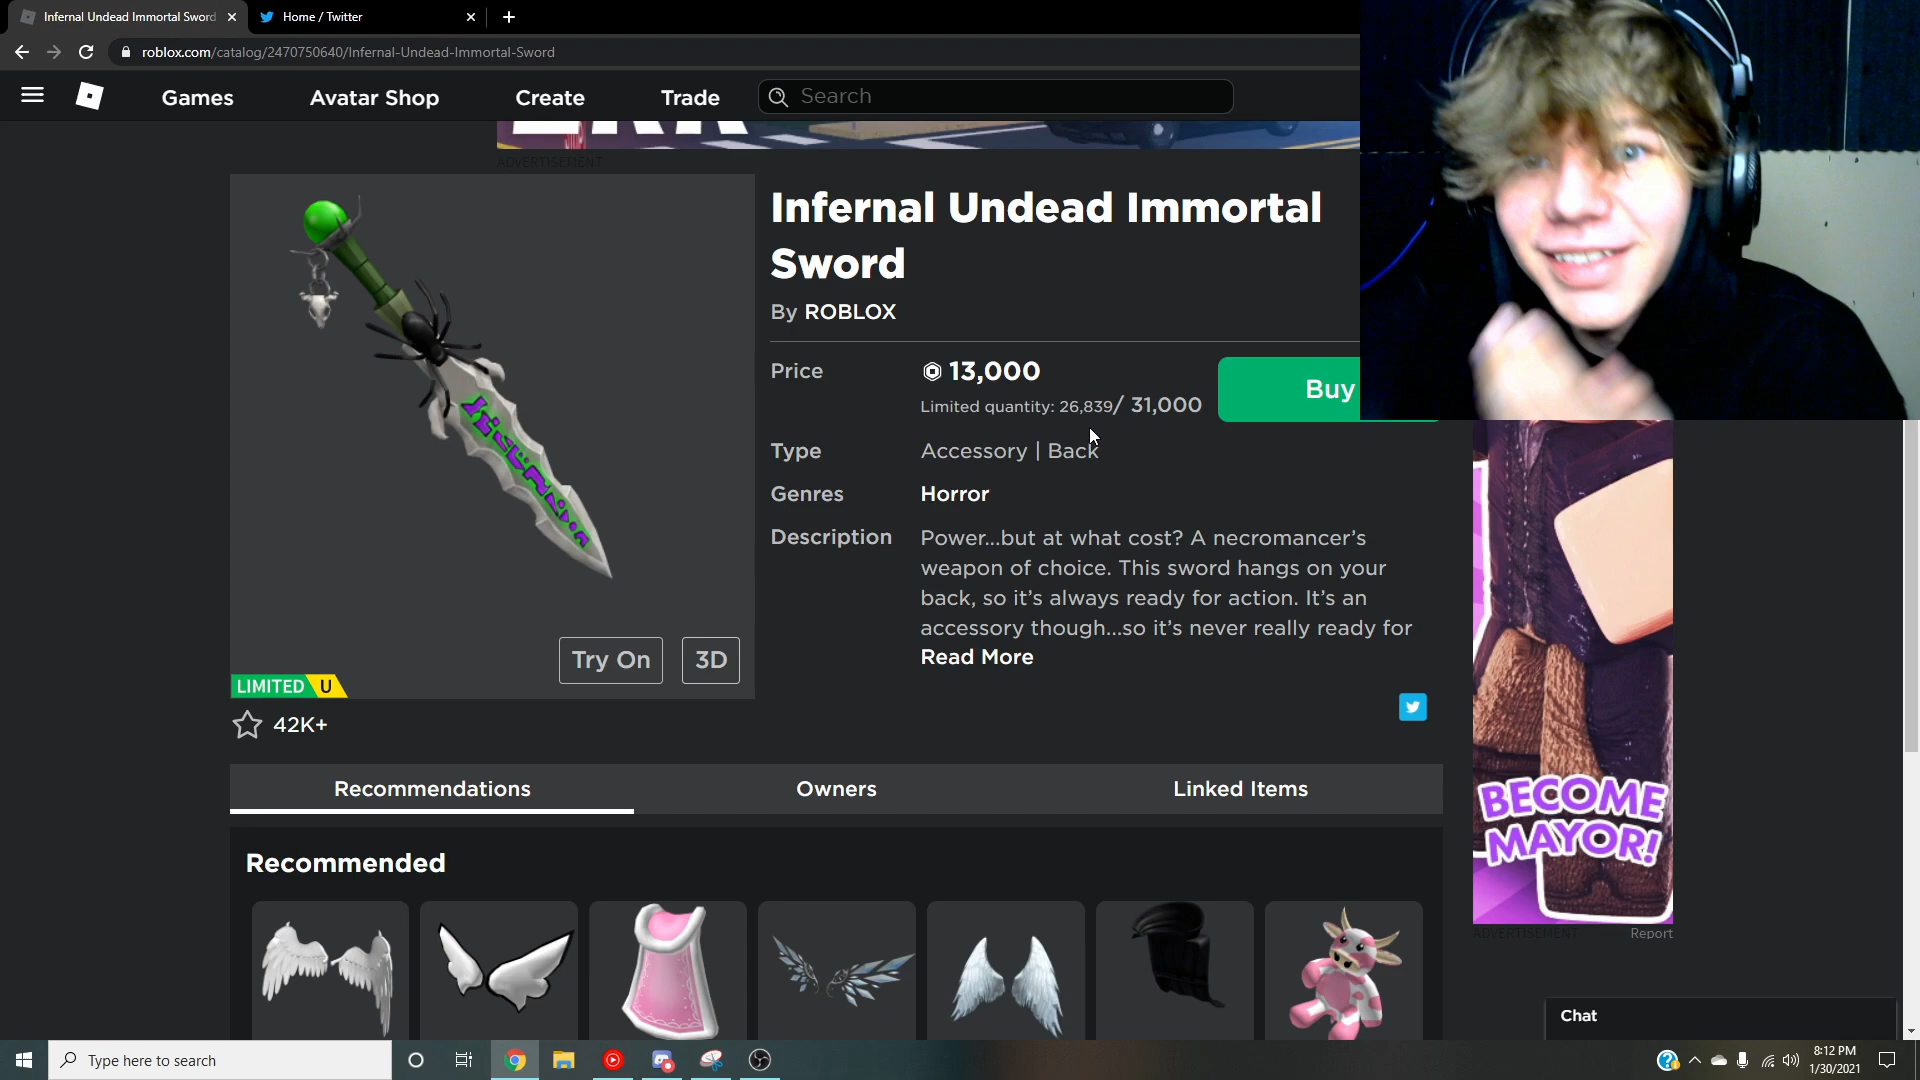 Infernal Undead Immortal Sword
Home / Twitter
roblox.com/catalog/2470750640/Infernal-Undead-Immortal-Sword
Games
Avatar Shop
Create
Trade
Search
ADVERTISEMENT
Infernal Undead Immortal
Sword
By ROBLOX
Price
13,000
Limited quantity: 26,839/ 31,000
Buy
Type
Accessory | Back
Genres
Horror
Description
Power...but at what cost? A necromancer's
weapon of choice. This sword hangs on your
back, so it's always ready for action. It's an
accessory though...so it's never really ready for
Read More
Try On
3D
LIMITED U
42K+
Recommendations
Owners
Linked Items
Recommended
BECOME
MAYOR!
ADVERTISEMENT
Report
Chat
Type here to search
8:12 PM
1/30/2021